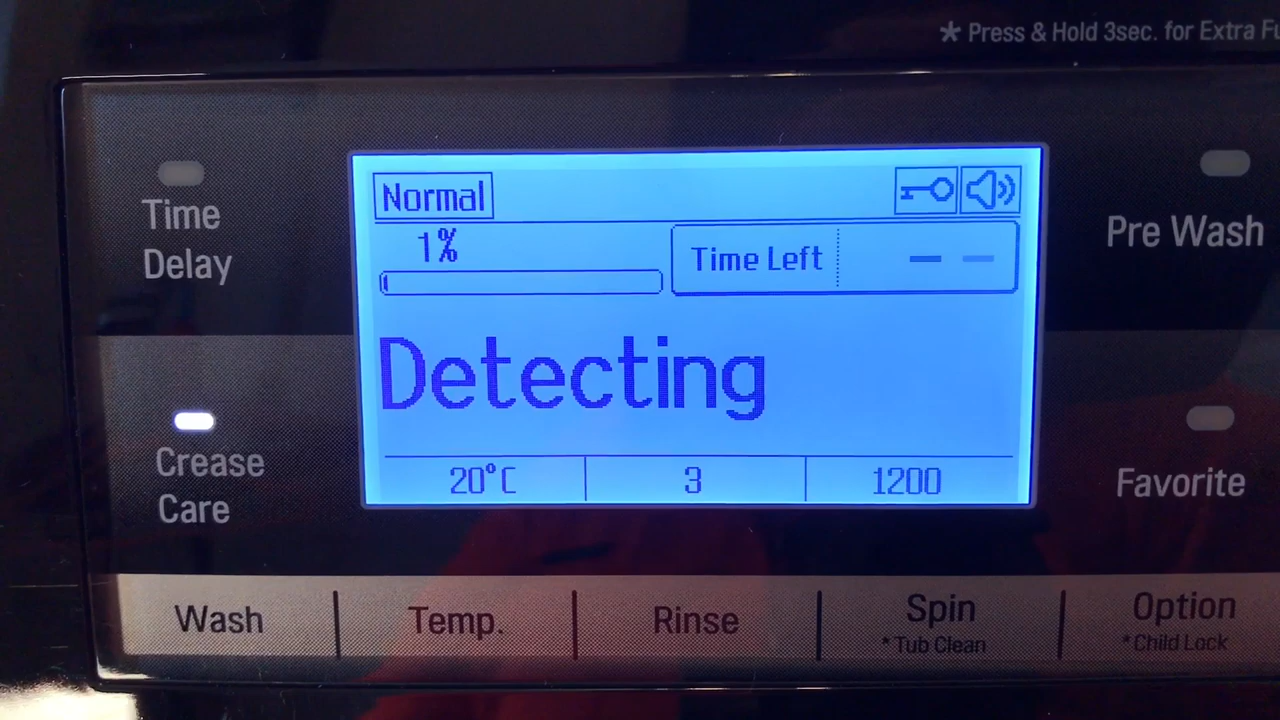 * Press & Hold 3sec. for Extra
Time
Delay
Normal
1%
Time Left
Pre Wash
Detecting
Crease
Care
20°C
3
1200
Favorite
Wash
Temp.
Rinse
Spin
*Tub Clean
Option
*Child Lock